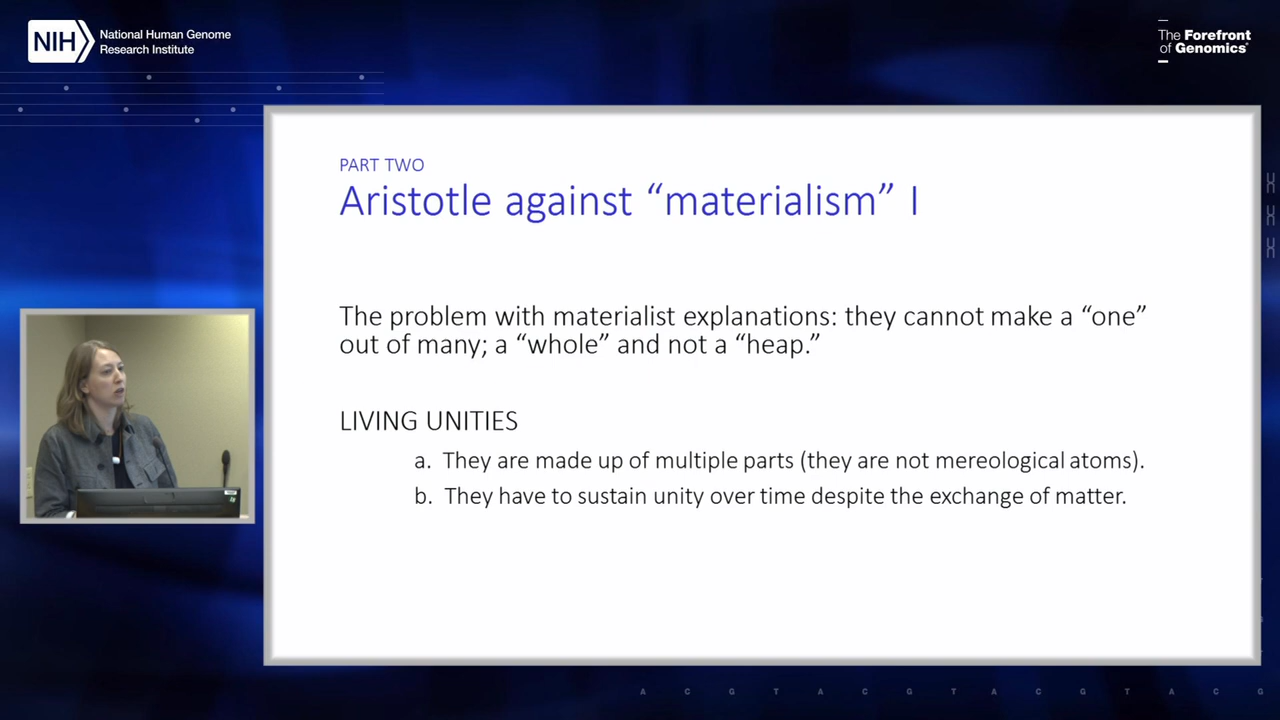 NIH
National Human Genome
Research Institute
The Forefront
of Genomics®
PART TWO
Aristotle against “materialism” I
The problem with materialist explanations: they cannot make a “one”
out of many; a “whole” and not a “heap.”
LIVING UNITIES
a. They are made up of multiple parts (they are not mereological atoms).
b. They have to sustain unity over time despite the exchange of matter.
A C G T A C G T A C G T A C G